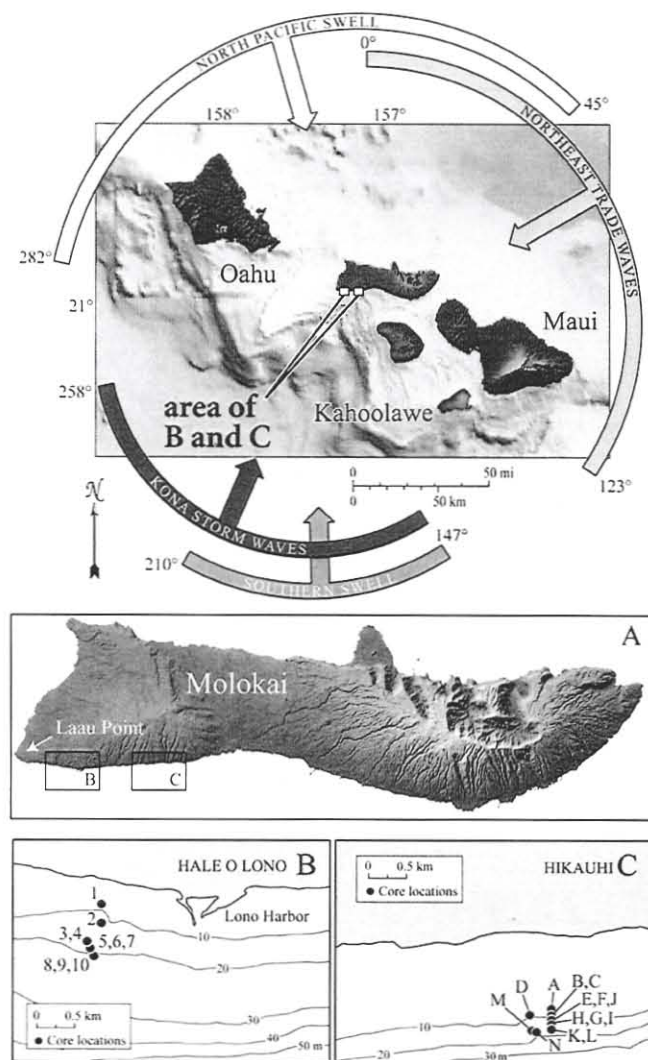 NORTH PACIFIC SWELL
0°
45°
NORTHEAST TRADE WAVES
158°
157°
282°
Oahu
21°
Maui
258°
area of
B and C
Kahoolawe
0 50 mi
0 50 km
123°
N
KONA STORM WAVES
147°
210°
SOUTHERN SWELL
A
Molokai
Laau Point
B
C
HALE O LONO
B
1
Lono Harbor
2
10
3,4
5,6,7
20
8,9,10
0 0.5 km
Core locations
30
40
50 m
C
0 0.5 km
Core locations
HIKAUHI
A
B,C
D
E,F,J
M
H,G,I
10
K,L
N
20
30 m